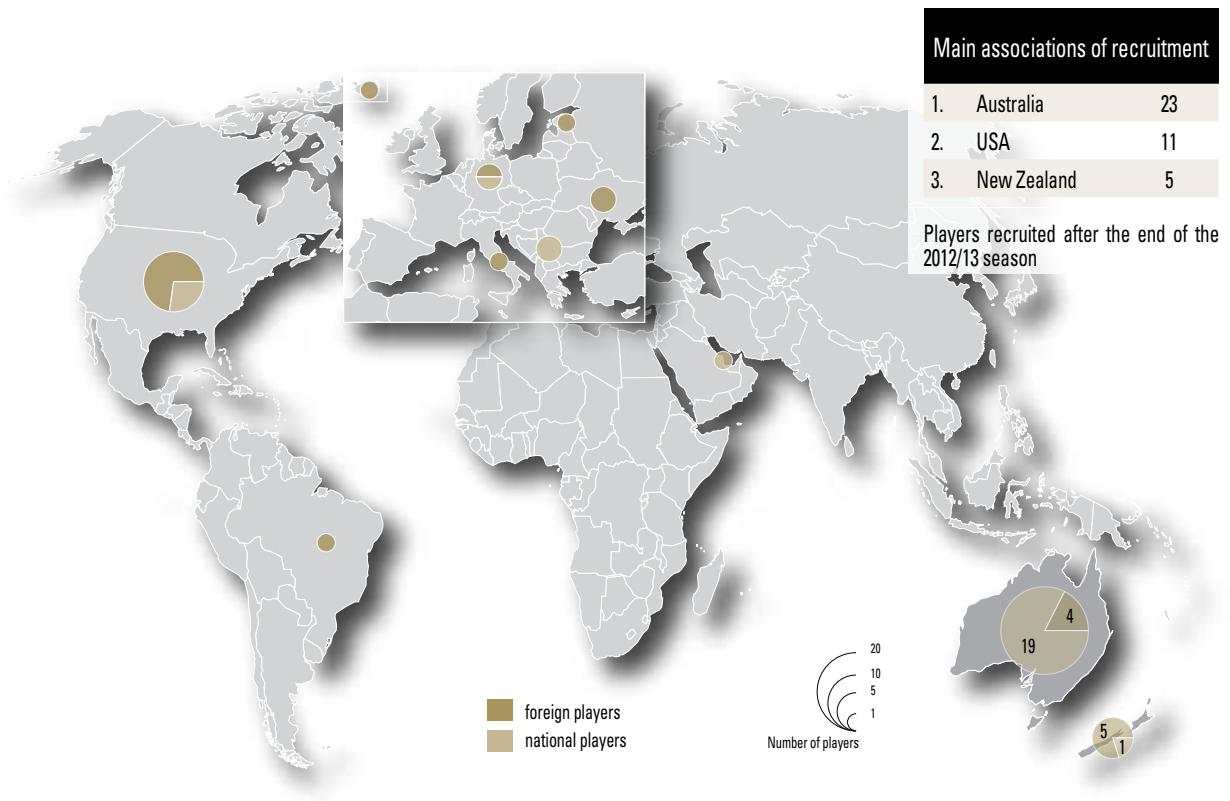 Main associations of recruitment
1. Australia 23
2. USA 11
3. New Zealand 5
Players recruited after the end of the
2012/13 season
4
19
5
1
20
10
5
1
Number of players
foreign players
national players